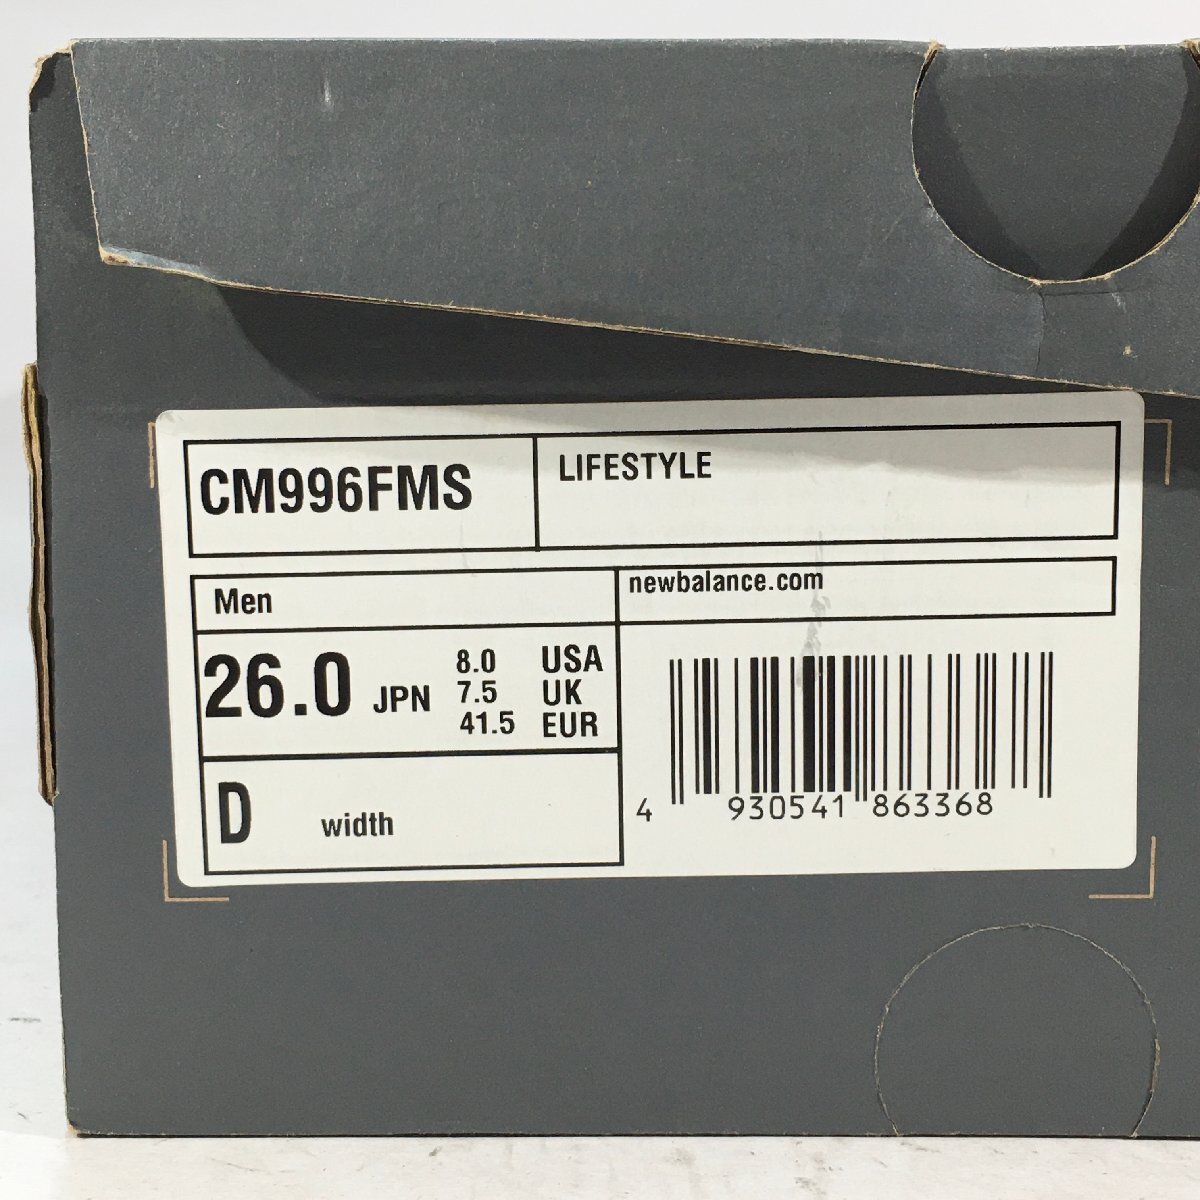 CM996FMS
LIFESTYLE
Men
newbalance.com
26.0 JPN
8.0 USA
7.5 UK
41.5 EUR
D width
4 930541 863368